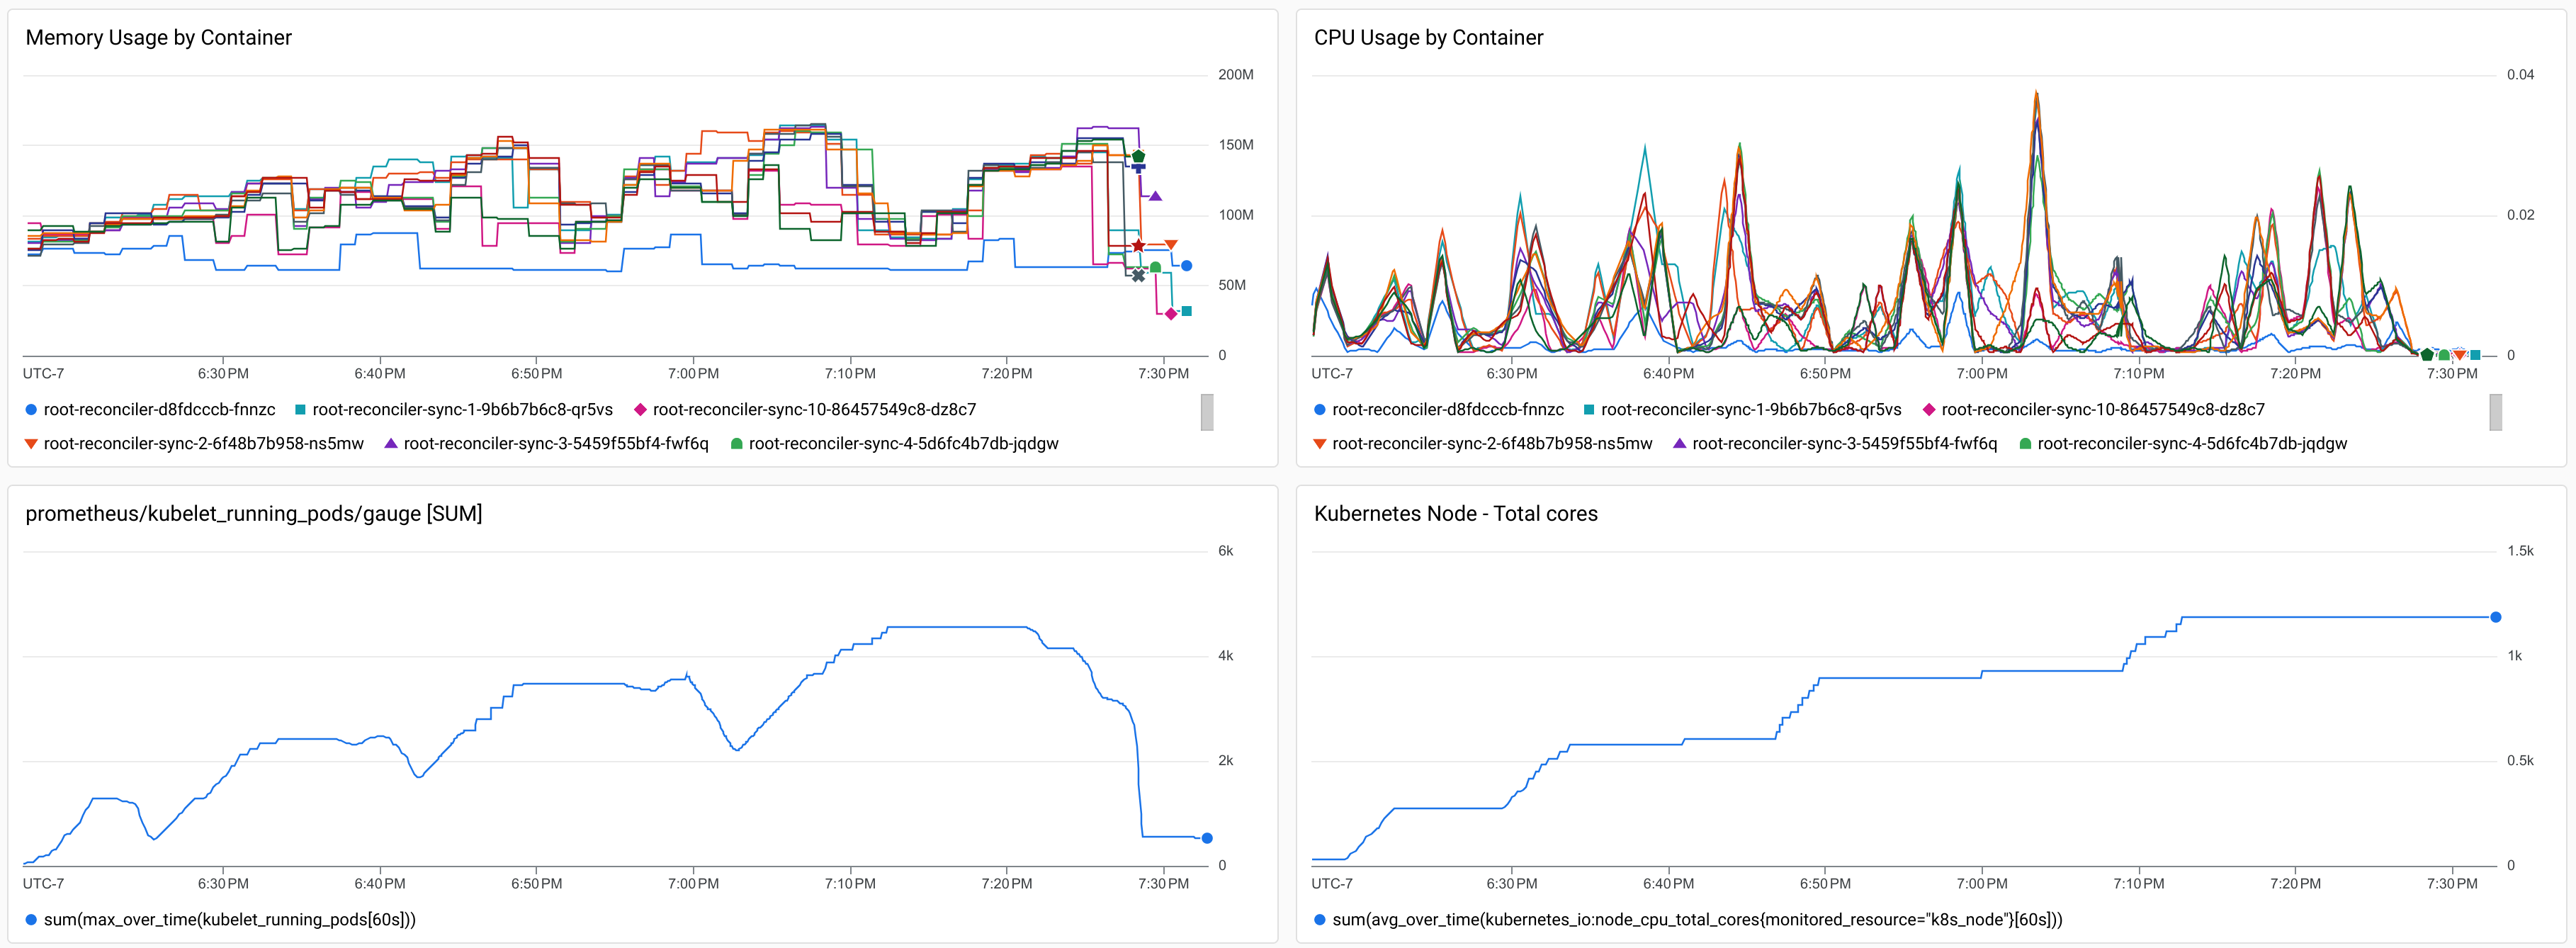 Memory Usage by Container
200M
150M
100M
50M
0
UTC-7 6:30 PM 6:40 PM 6:50 PM 7:00 PM 7:10 PM 7:20 PM 7:30 PM
root-reconciler-d8fdcccb-fnnzc root-reconciler-sync-1-9b6b7b6c8-qr5vs root-reconciler-sync-10-86457549c8-dz8c7
root-reconciler-sync-2-6f48b7b958-ns5mw root-reconciler-sync-3-5459f55bf4-fwf6q root-reconciler-sync-4-5d6fc4b7db-jqdgw
CPU Usage by Container
0.04
0.02
0
UTC-7 6:30 PM 6:40 PM 6:50 PM 7:00 PM 7:10 PM 7:20 PM 7:30 PM
root-reconciler-d8fdcccb-fnnzc root-reconciler-sync-1-9b6b7b6c8-qr5vs root-reconciler-sync-10-86457549c8-dz8c7
root-reconciler-sync-2-6f48b7b958-ns5mw root-reconciler-sync-3-5459f55bf4-fwf6q root-reconciler-sync-4-5d6fc4b7db-jqdgw
prometheus/kubelet_running_pods/gauge [SUM]
6k
4k
2k
0
UTC-7 6:30 PM 6:40 PM 6:50 PM 7:00 PM 7:10 PM 7:20 PM 7:30 PM
sum(max_over_time(kubelet_running_pods[60s]))
Kubernetes Node - Total cores
1.5k
1k
0.5k
0
UTC-7 6:30 PM 6:40 PM 6:50 PM 7:00 PM 7:10 PM 7:20 PM 7:30 PM
sum(avg_over_time(kubernetes_io:node_cpu_total_cores{monitored_resource="k8s_node"}[60s]))